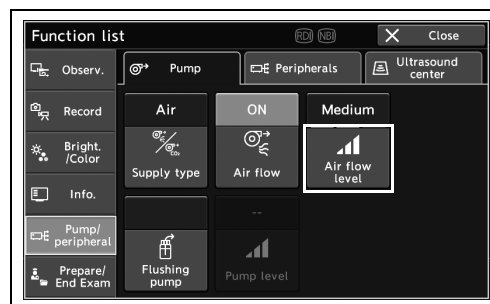 Function list
RDI NBI
Close
Observ.
Pump
Peripherals
Ultrasound
center
Record
Air
ON
Medium
Bright.
/Color
CO₂
Supply type
Air flow
Air flow
level
Info.
Pump/
peripheral
--
Prepare/
End Exam
Flushing
pump
Pump level